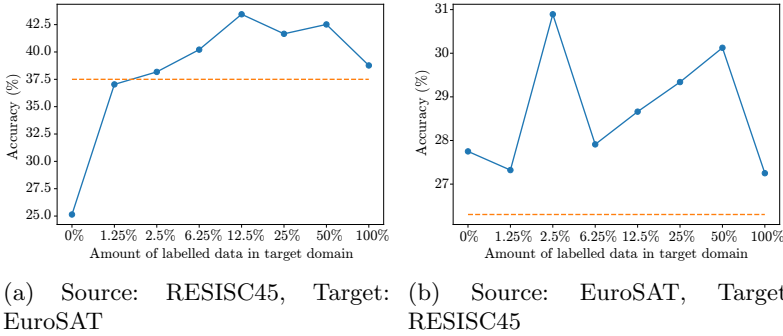 42.5
40.0
37.5
35.0
32.5
30.0
27.5
25.0
Accuracy (%)
0% 1.25% 2.5% 6.25% 12.5% 25% 50% 100%
Amount of labelled data in target domain
31
30
29
28
27
Accuracy (%)
0% 1.25% 2.5% 6.25% 12.5% 25% 50% 100%
Amount of labelled data in target domain
(a) Source: RESISC45, Target:
EuroSAT
(b) Source: EuroSAT, Target
RESISC45